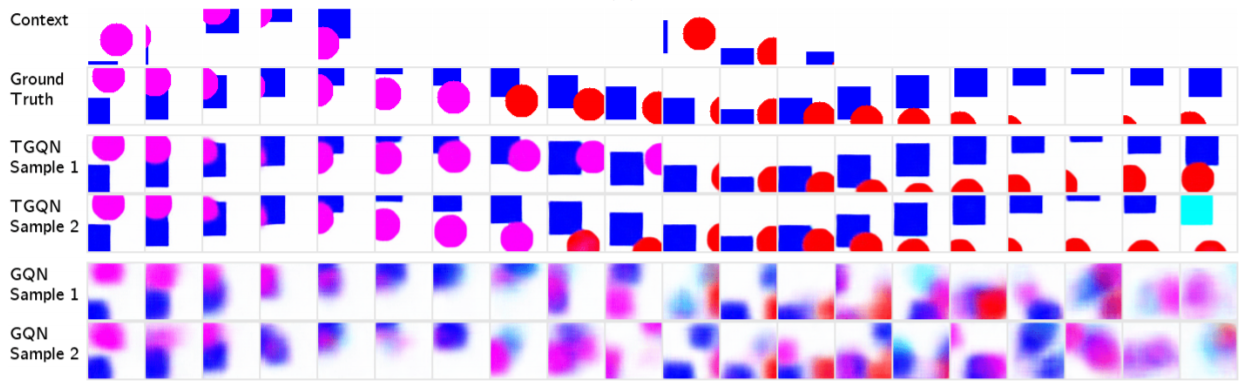 Context
Ground
Truth
TGQN
Sample 1
TGQN
Sample 2
GQN
Sample 1
GQN
Sample 2